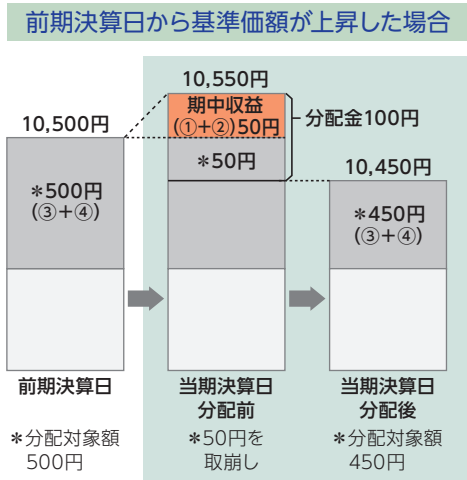 前期決算日から基準価額が上昇した場合
10,550円
期中収益
(①+②)50円
分配金100円
10,500円
＊50円
10,450円
＊500円
(③+④)
＊450円
(③+④)
前期決算日
当期決算日
分配前
当期決算日
分配後
＊分配対象額
500円
＊50円を
取崩し
＊分配対象額
450円